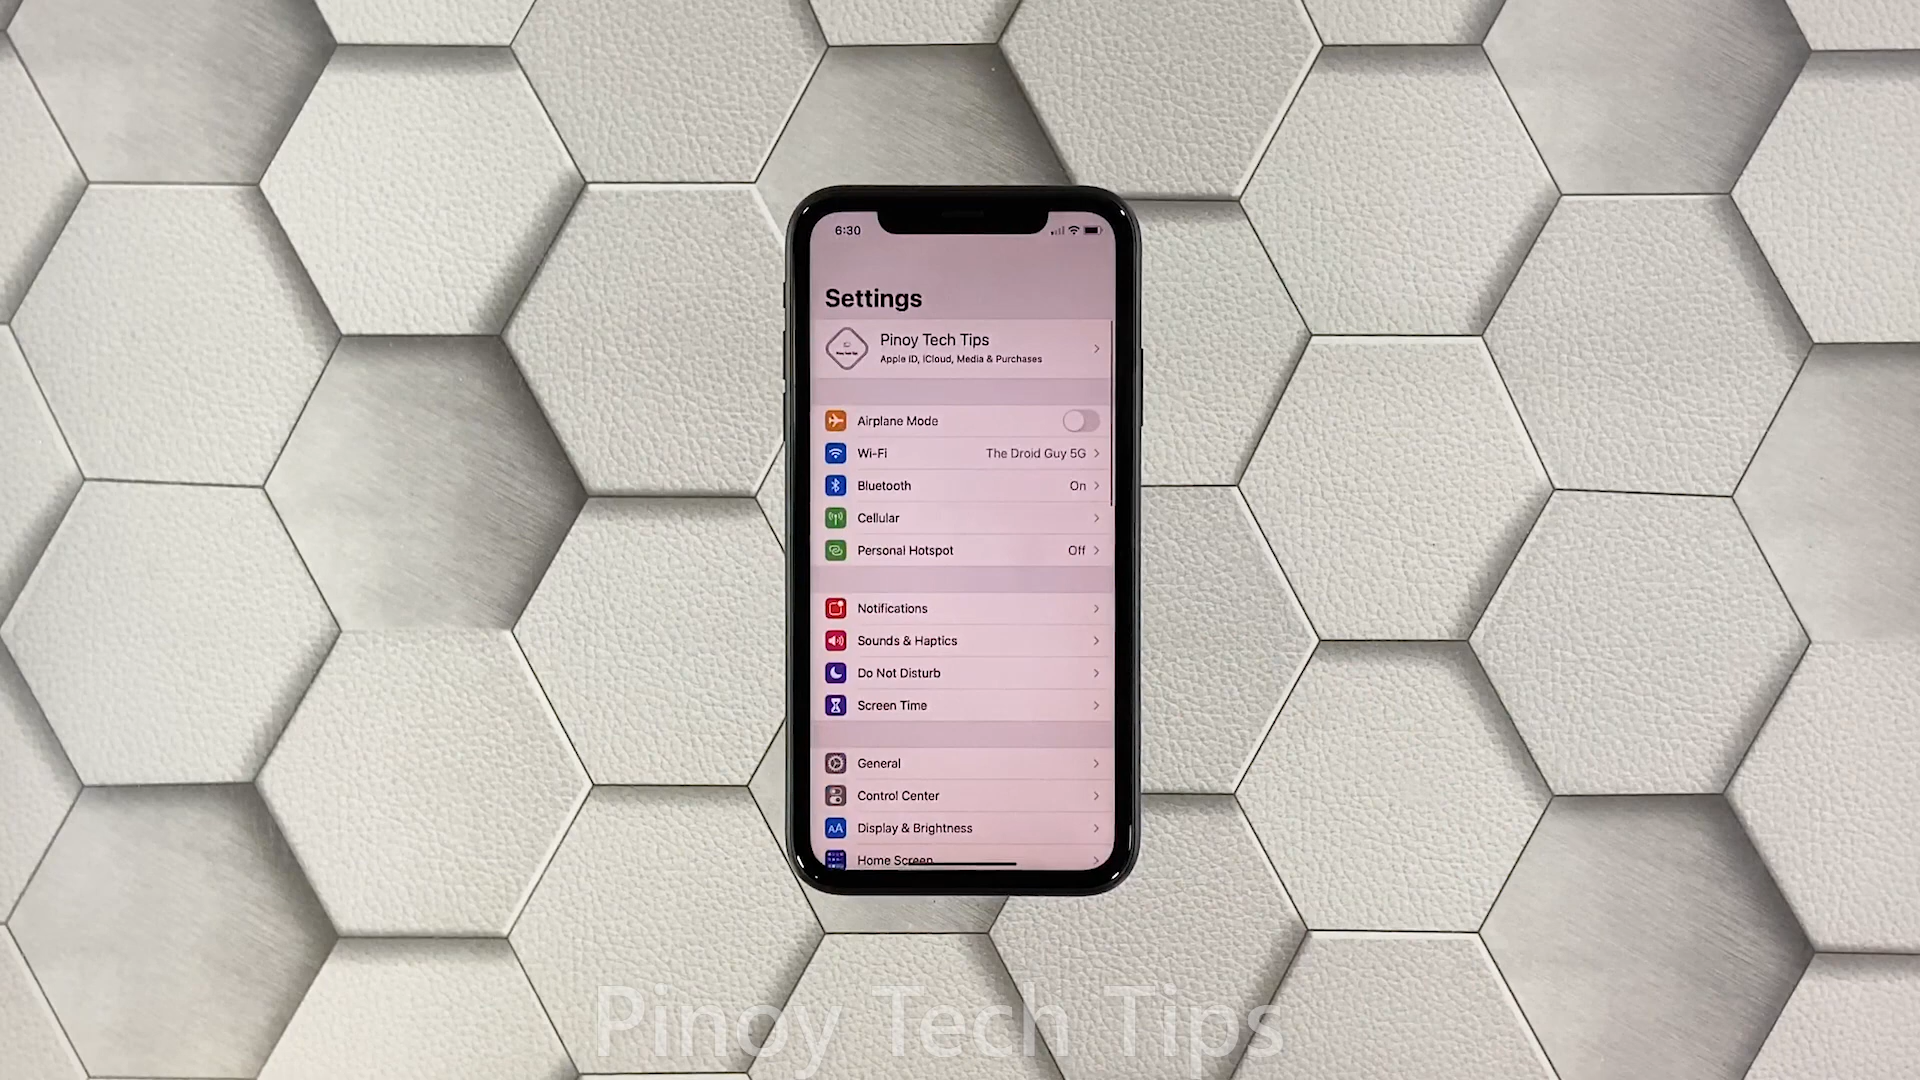 6:30
Settings
Pinoy Tech Tips
Apple ID, iCloud, Media & Purchases
Airplane Mode
Wi-Fi The Droid Guy 5G
Bluetooth On
Cellular
Personal Hotspot Off
Notifications
Sounds & Haptics
Do Not Disturb
Screen Time
General
Control Center
AA Display & Brightness
Home Screen
Pinoy Tech Tips